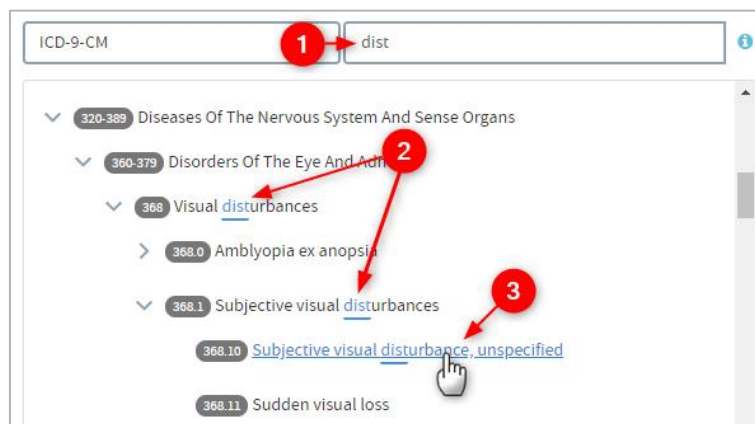 ICD-9-CM 1 dist
320-389 Diseases Of The Nervous System And Sense Organs
360-379 Disorders Of The Eye And
2
368 Visual disturbances
368.0 Amblyopia ex anopsia
368.1 Subjective visual disturbances
3
368.10 Subjective visual disturbance, unspecified
368.11 Sudden visual loss